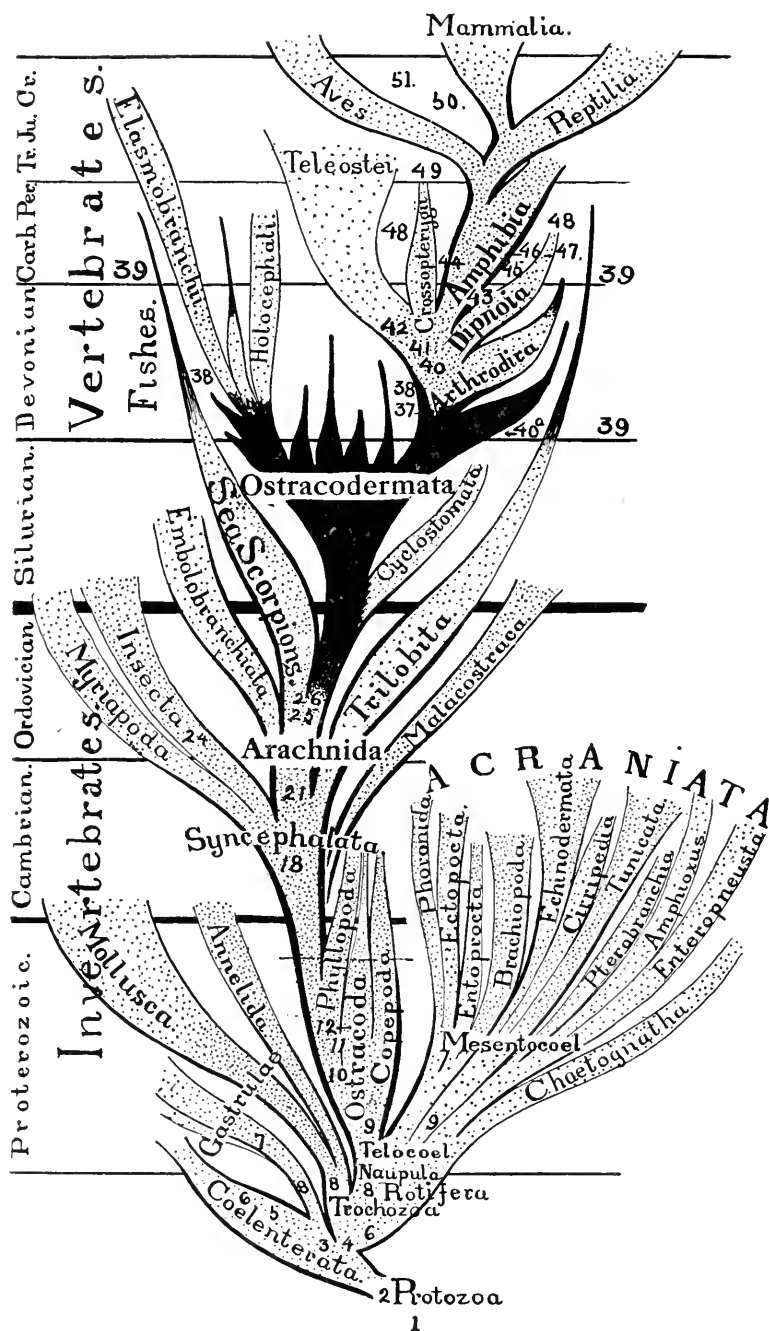 Mammalia.
Aves
51.
50.
Reptilia
Cr.
Ju.
Tr.
Per.
Carb
Devonian
Silurian.
Ordovician
Cambrian.
Proterozoic.
Vertebrates.
Fishes.
Invertebrates.
Elasmobranchii
Teleostei
49
48
Crossopterygii
44
Amphibia
48
46
47.
45
39
Holocephali
43
Dipnoia
39
42
41
40
Arthrodira
38
38
37
40°
39
Ostracodermata
Sea Scorpions.
Cyclostomata
Embolobranchiata
Trilobita
Malacostraca
Insecta
24
Myriapoda
26
25
Arachnida
21
ACRANIATA
Syncephalata
18
Phoronida
Ectopocta.
Entoprocta
Brachiopoda
Echinodermata
Cirripedia
Tunicata.
Pterobranchia
Amphioxus.
Enteropneusta
Mollusca
Annelida
Phyllopoda
12
11
10
Ostracoda
Copepoda
Mesentocoel
Chaetognatha.
Gastrulae
7
9
9
Telocoel
Naupula
8
8
8
Rotifera
Trochozoa
6
5
3
4
6
Coelenterata.
2 Protozoa
1